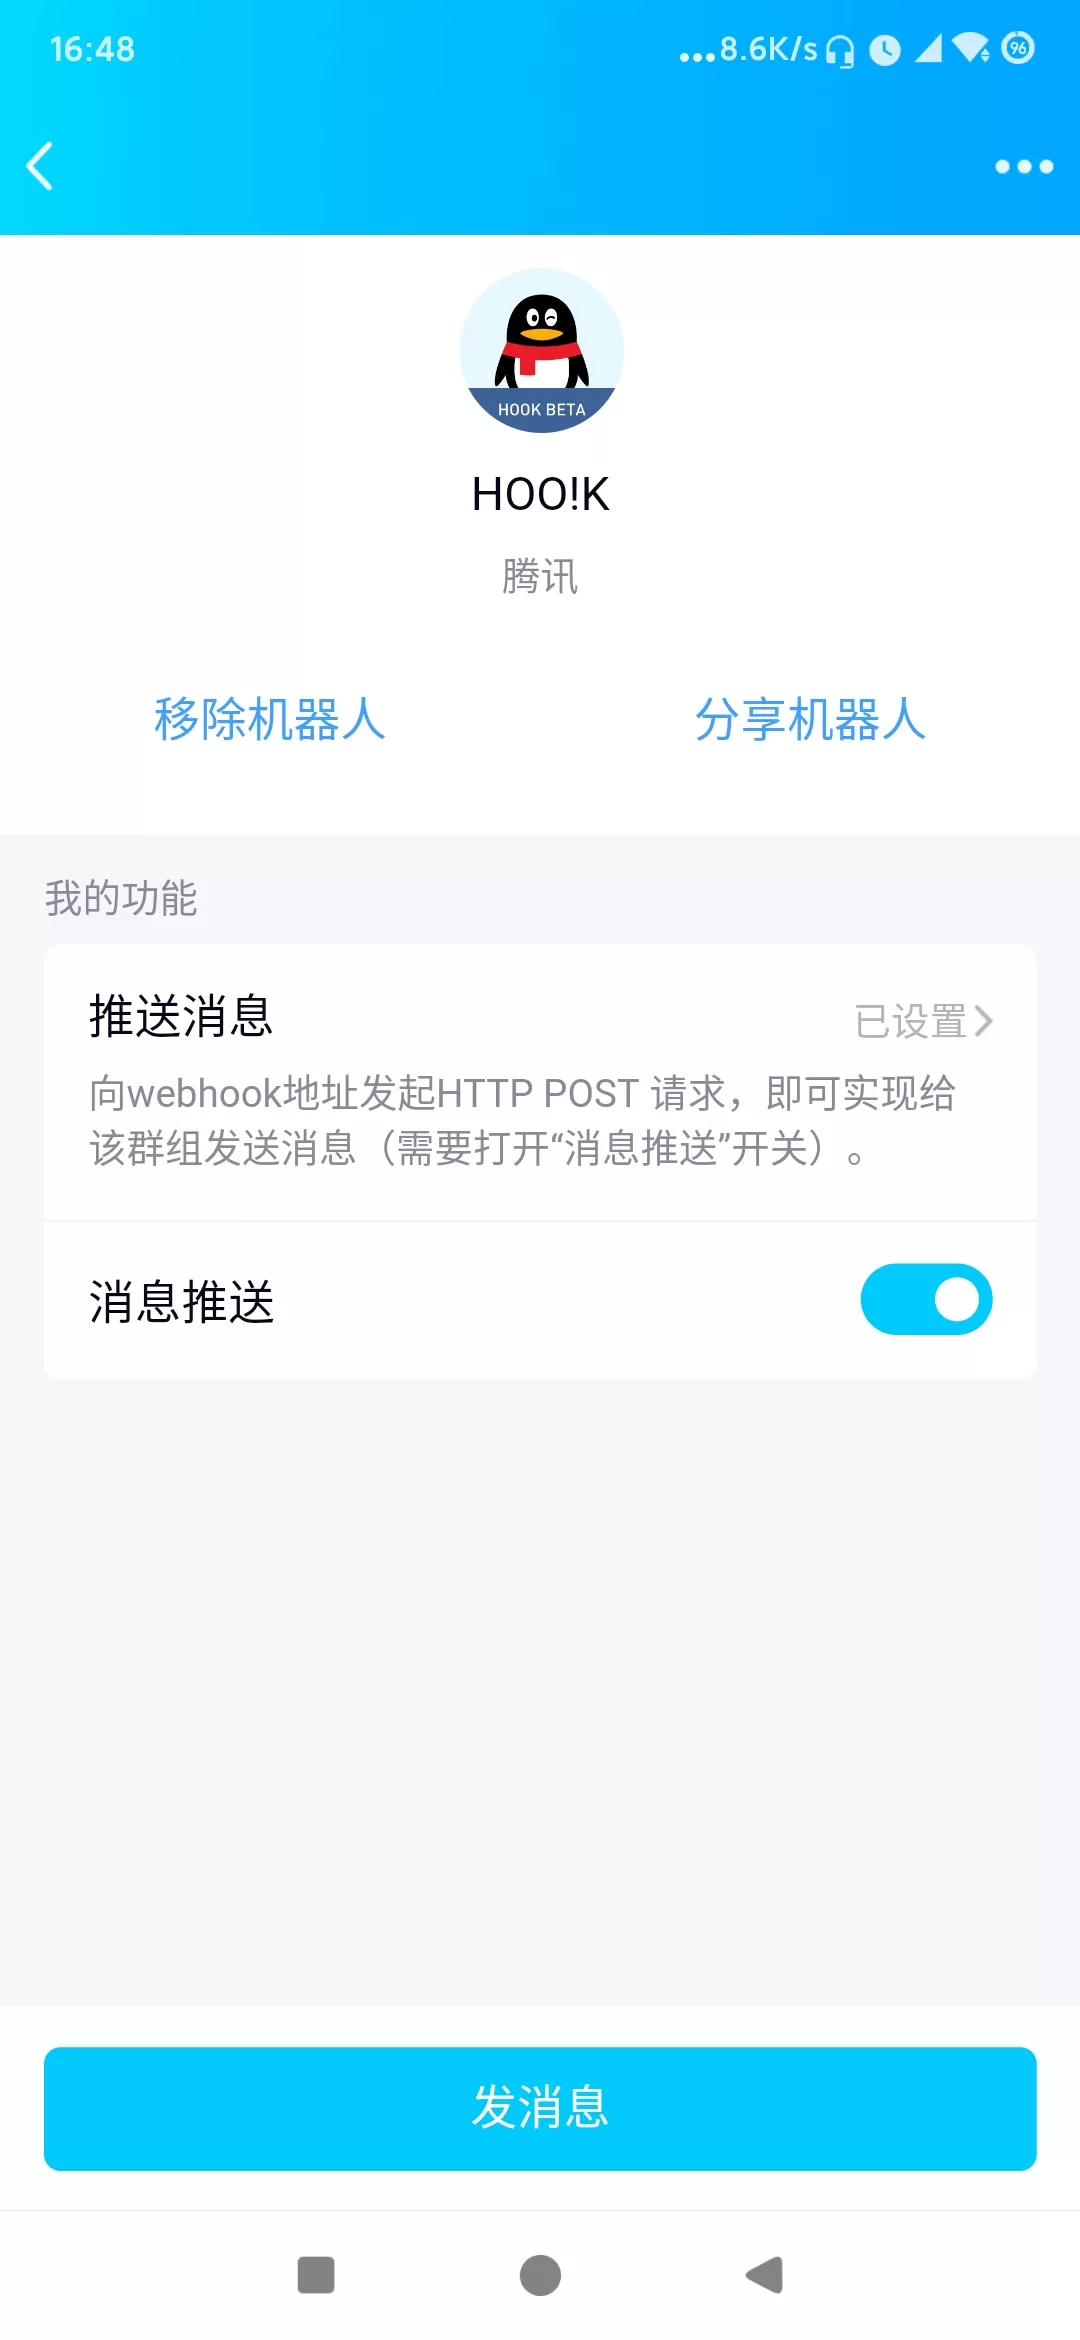 16:48
...8.6K/s
96
HOOK BETA
HOO!K
腾讯
移除机器人
分享机器人
我的功能
推送消息
已设置
向webhook地址发起HTTP POST 请求，即可实现给
该群组发送消息（需要打开“消息推送”开关）。
消息推送
发消息